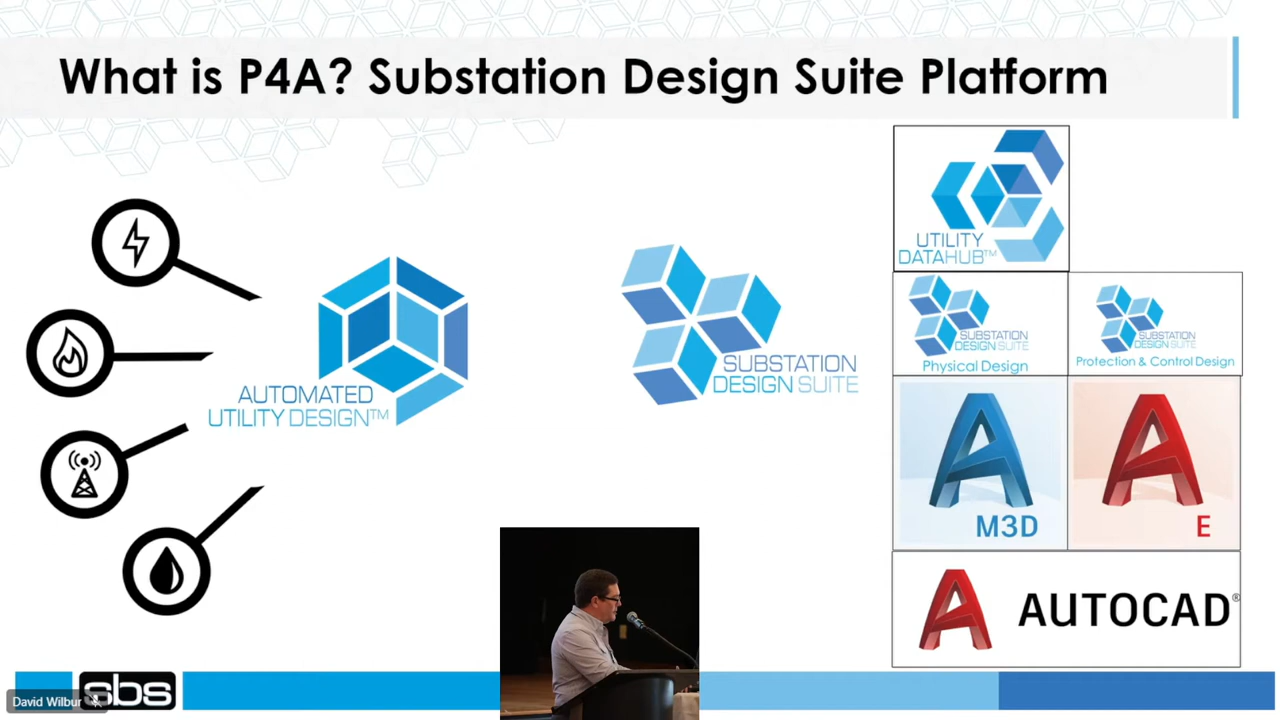 What is P4A? Substation Design Suite Platform
AUTOMATED
UTILITY DESIGN™
SUBSTATION
DESIGN SUITE
UTILITY
DATAHUB™
SUBSTATION
DESIGN SUITE
Physical Design
SUBSTATION
DESIGN SUITE
Protection & Control Design
M3D
E
AUTOCAD®
sbs
David Wilbur